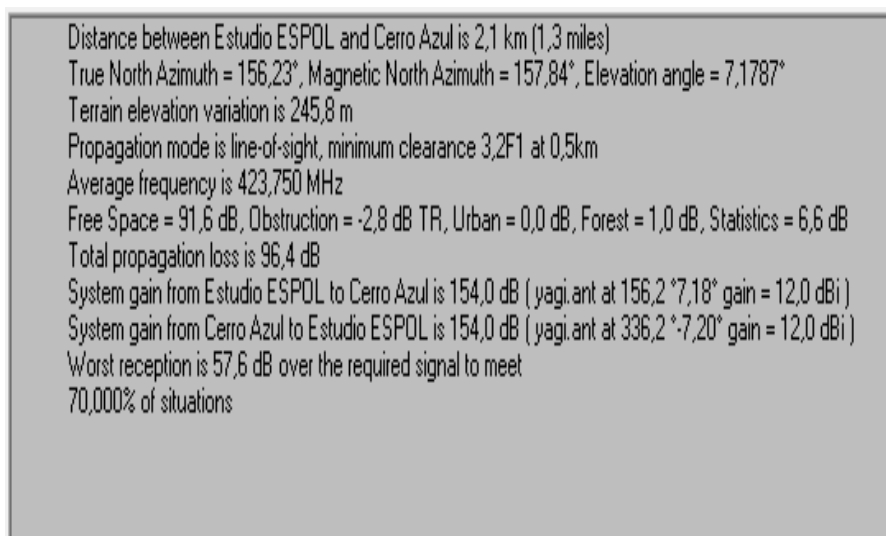 Distance between Estudio ESPOL and Cerro Azul is 2,1 km (1,3 miles)
True North Azimuth = 156,23°, Magnetic North Azimuth = 157,84°, Elevation angle = 7,1787°
Terrain elevation variation is 245,8 m
Propagation mode is line-of-sight, minimum clearance 3,2F1 at 0,5km
Average frequency is 423,750 MHz
Free Space = 91,6 dB, Obstruction = -2,8 dB TR, Urban = 0,0 dB, Forest = 1,0 dB, Statistics = 6,6 dB
Total propagation loss is 96,4 dB
System gain from Estudio ESPOL to Cerro Azul is 154,0 dB ( yagi.ant at 156,2 °7,18° gain = 12,0 dBi )
System gain from Cerro Azul to Estudio ESPOL is 154,0 dB ( yagi.ant at 336,2 °-7,20° gain = 12,0 dBi )
Worst reception is 57,6 dB over the required signal to meet
70,000% of situations